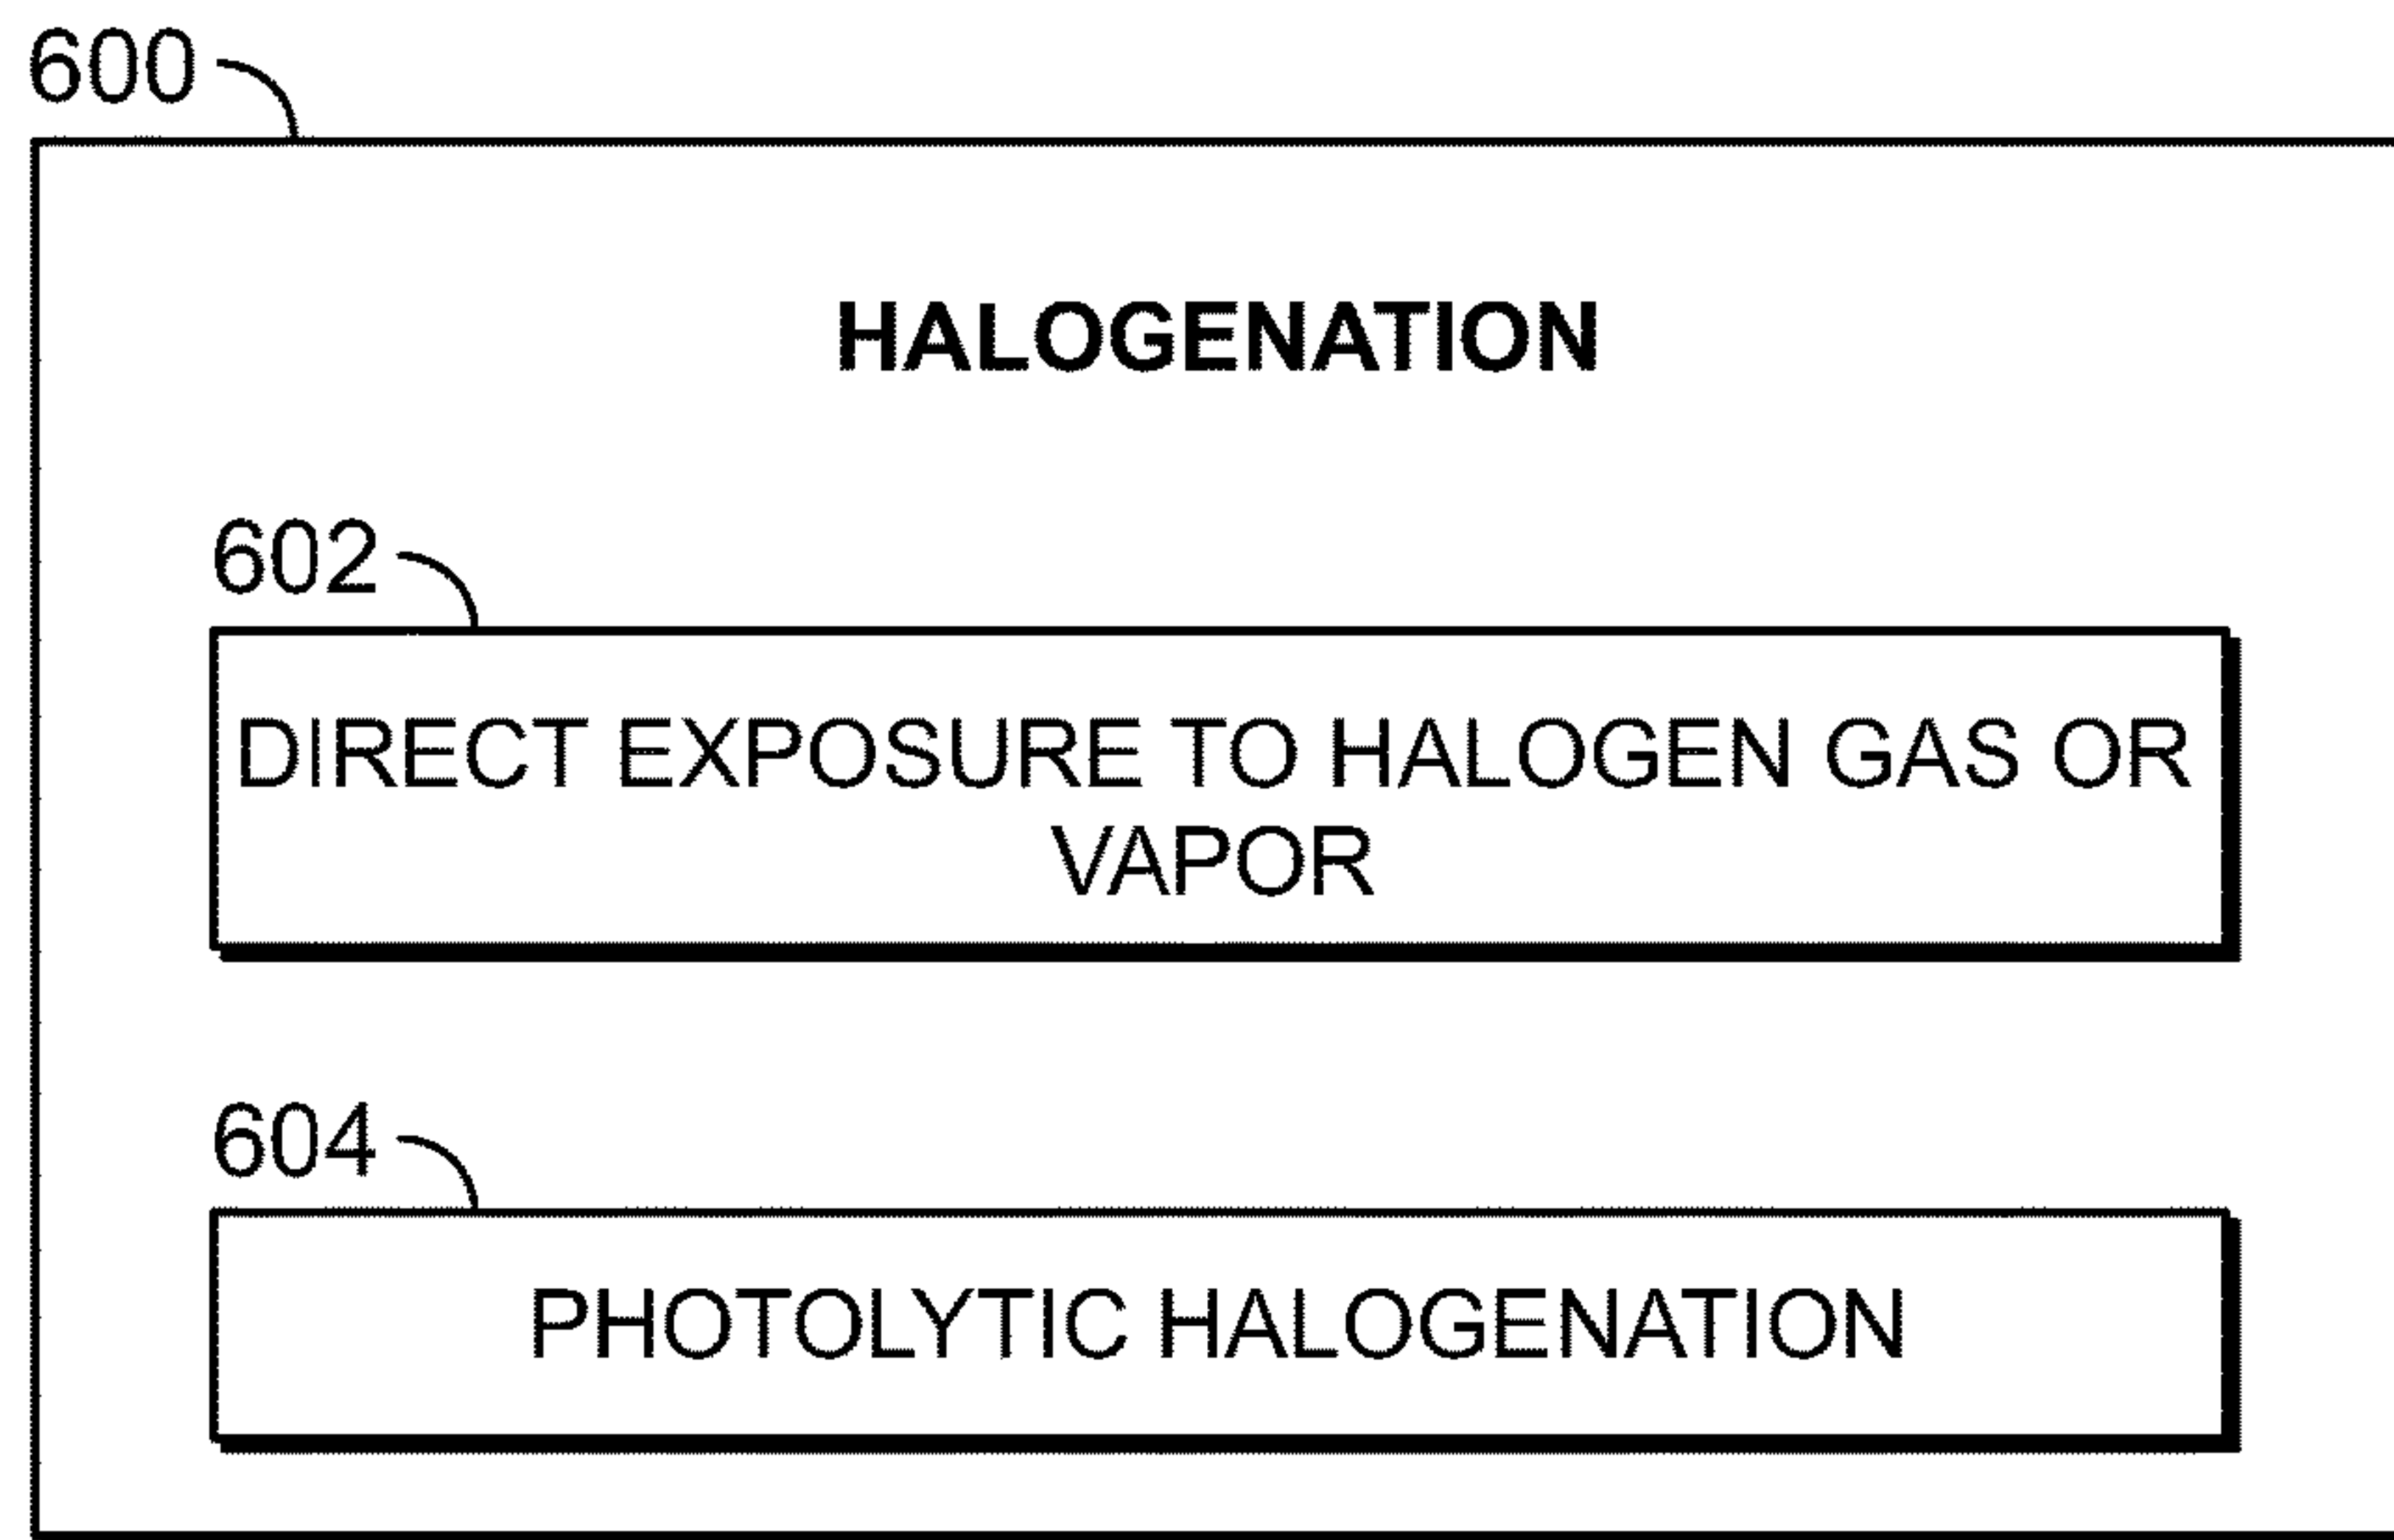 600
HALOGENATION
602
DIRECT EXPOSURE TO HALOGEN GAS OR
VAPOR
604
PHOTOLYTIC HALOGENATION